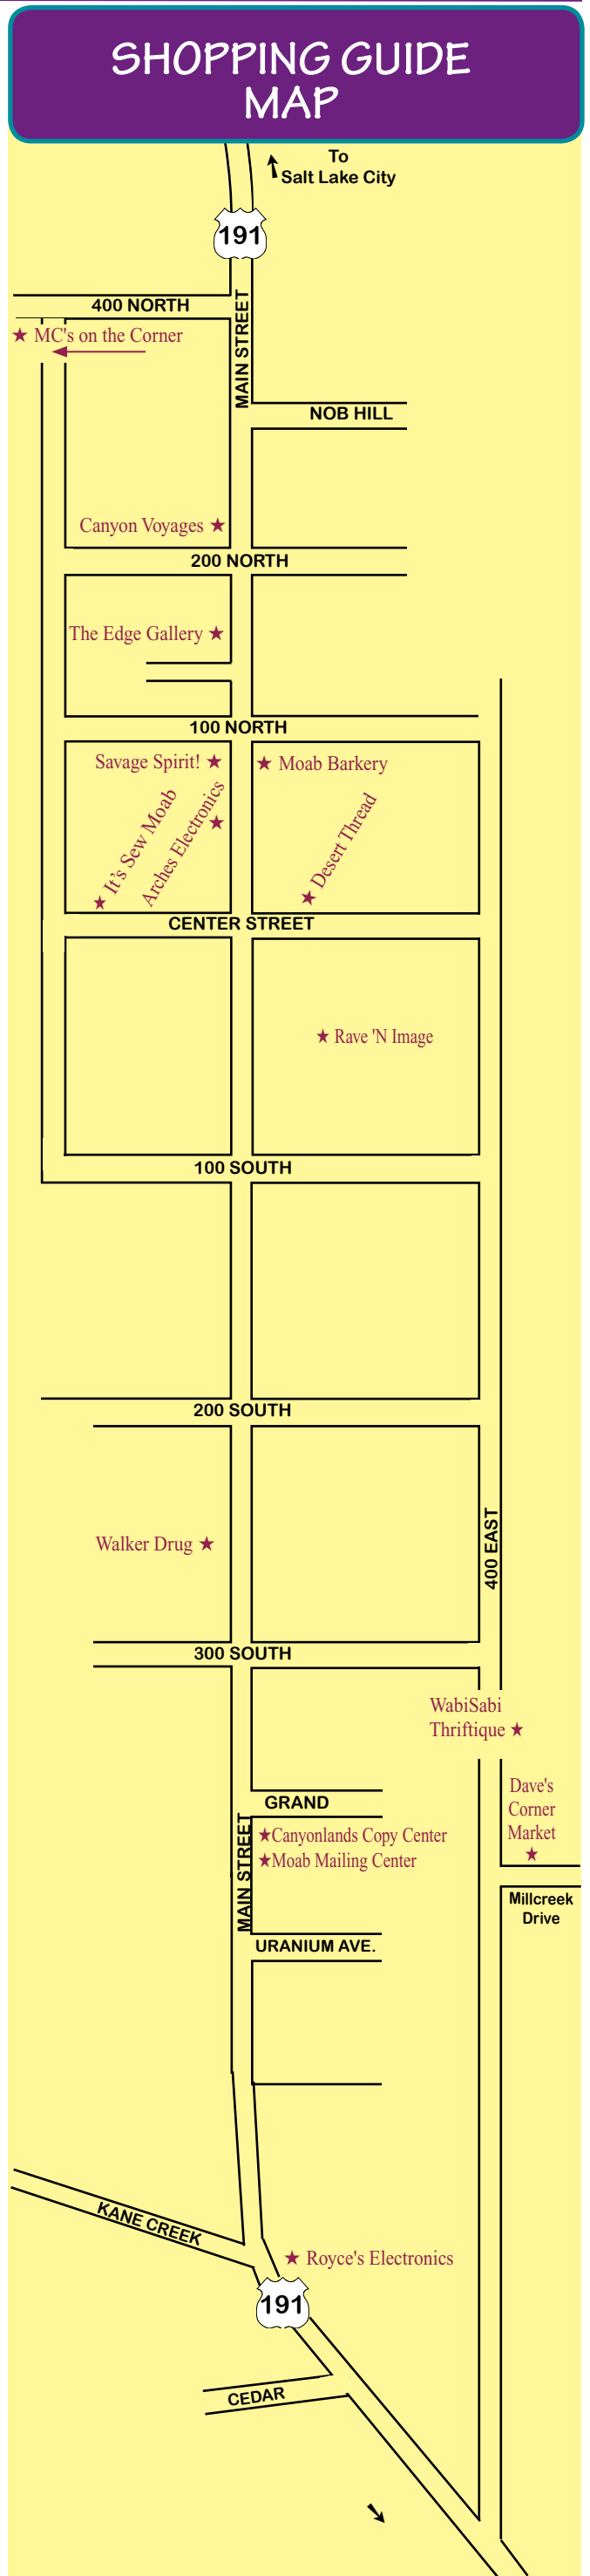 SHOPPING GUIDE
MAP
To
Salt Lake City
191
400 NORTH
MAIN STREET
★ MC's on the Corner
NOB HILL
Canyon Voyages ★
200 NORTH
The Edge Gallery ★
100 NORTH
Savage Spirit! ★
★ Moab Barkery
★ It's Sew Moab
Arches Electronics ★
★ Desert Thread
CENTER STREET
★ Rave 'N Image
100 SOUTH
200 SOUTH
400 EAST
Walker Drug ★
300 SOUTH
WabiSabi
Thriftique ★
Dave's
Corner
Market
★
GRAND
MAIN STREET
★Canyonlands Copy Center
★Moab Mailing Center
Millcreek
Drive
URANIUM AVE.
KANE CREEK
★ Royce's Electronics
191
CEDAR